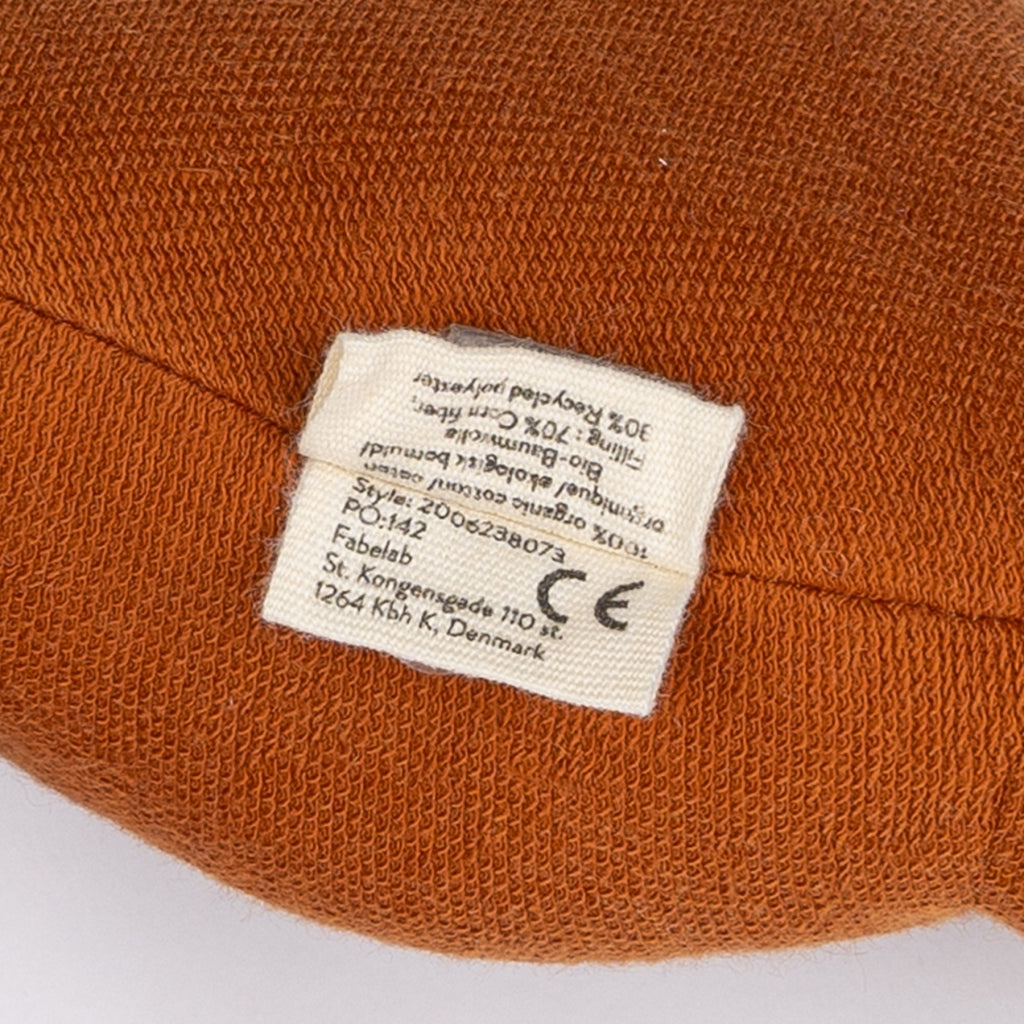 100% organic cotton/ coton
organique/ økologisk bomuld/
Bio-Baumwolle
Filling: 70% Corn fiber,
30% Recycled polyester
Style: 2006238073
PO:142
Fabelab
St. Kongensgade 110 st.
1264 Kbh K, Denmark
CE